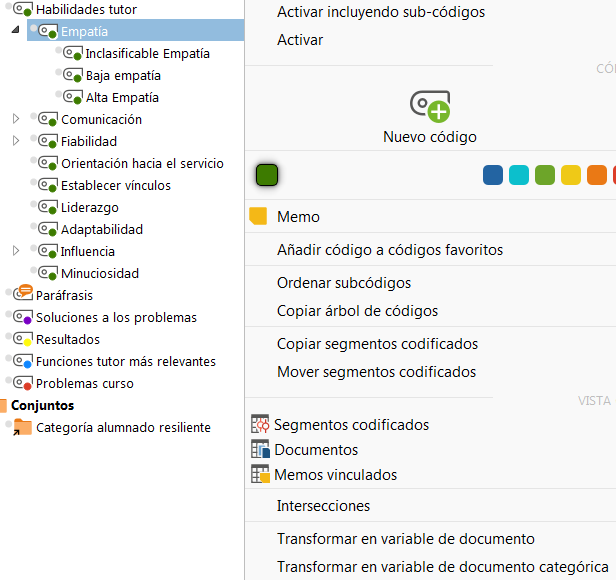 Habilidades tutor
Empatía
Inclasificable Empatía
Baja empatía
Alta Empatía
Comunicación
Fiabilidad
Orientación hacia el servicio
Establecer vínculos
Liderazgo
Adaptabilidad
Influencia
Minuciosidad
Paráfrasis
Soluciones a los problemas
Resultados
Funciones tutor más relevantes
Problemas curso
Conjuntos
Categoría alumnado resiliente
Activar incluyendo sub-códigos
Activar
CÓ
Nuevo código
Memo
Añadir código a códigos favoritos
Ordenar subcódigos
Copiar árbol de códigos
Copiar segmentos codificados
Mover segmentos codificados
VISTA
Segmentos codificados
Documentos
Memos vinculados
Intersecciones
Transformar en variable de documento
Transformar en variable de documento categórica